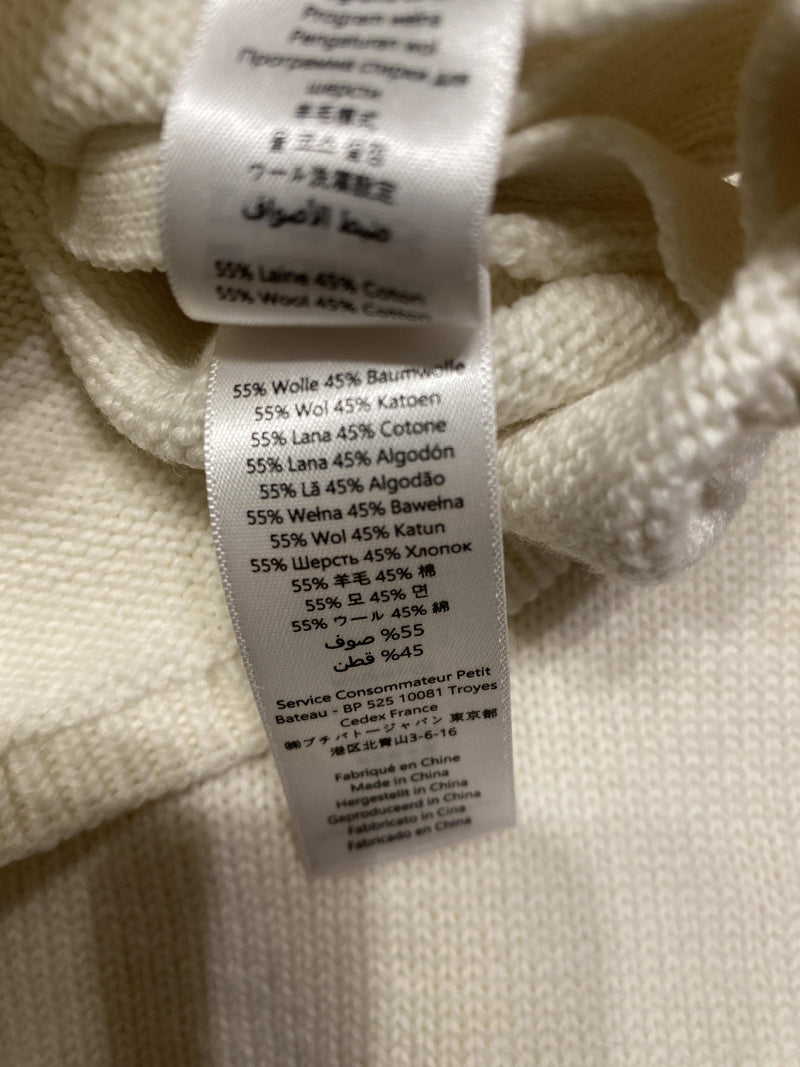 Program wełna
Pengaturan wol
Программа стирки для
шерсти
羊毛模式
울 코스 설정
ウール洗濯設定
ضبط الأصواف
55% Laine 45% Coton
55% Wool 45% Cotton
55% Wolle 45% Baumwolle
55% Wol 45% Katoen
55% Lana 45% Cotone
55% Lana 45% Algodón
55% Lã 45% Algodão
55% Wełna 45% Bawełna
55% Wol 45% Katun
55% Шерсть 45% Хлопок
55% 羊毛 45% 棉
55% 모 45% 면
55% ウール 45% 綿
55% صوف
45% قطن
Service Consommateur Petit
Bateau - BP 525 10081 Troyes
Cedex France
㈱プチバトージャパン 東京都
港区北青山3-6-16
Fabriqué en Chine
Made in China
Hergestellt in China
Geproduceerd in China
Fabbricato in Cina
Fabricado en China